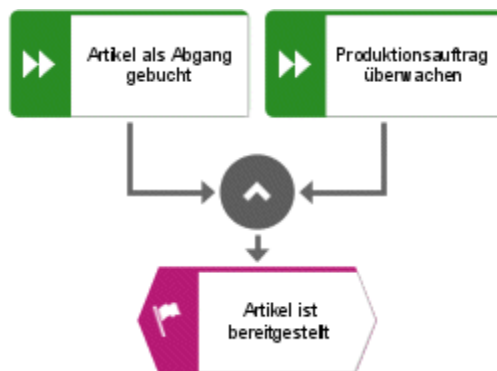 Artikel als Abgang
gebucht
Produktionsauftrag
überwachen
Artikel ist
bereitgestellt